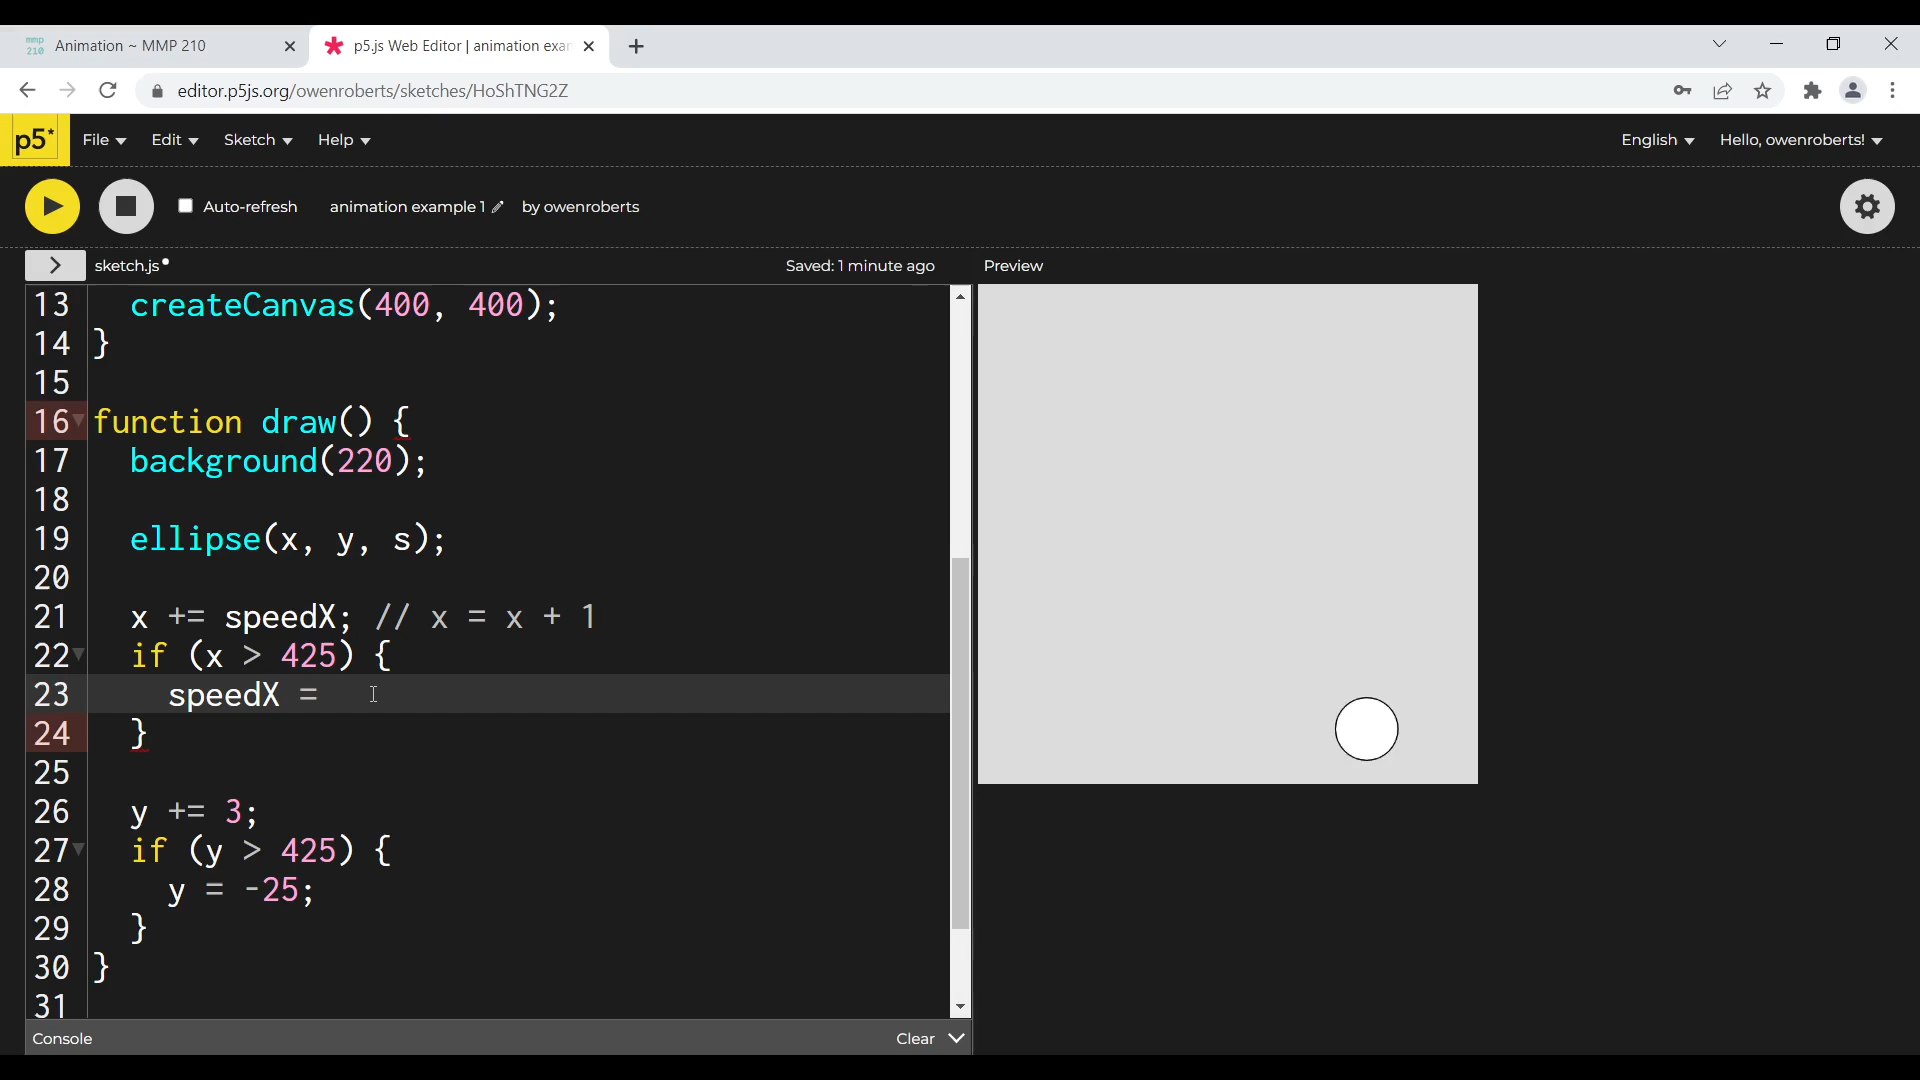 mmp
210
Animation ~ MMP 210
p5.js Web Editor | animation exa
editor.p5js.org/owenroberts/sketches/HoShTNG2Z
p5*
File
Edit
Sketch
Help
English
Hello, owenroberts!
Auto-refresh
animation example 1
by owenroberts
sketch.js
Saved: 1 minute ago
Preview
13 createCanvas(400, 400);
14 }
15
16 function draw() {
17 background(220);
18
19 ellipse(x, y, s);
20
21 x += speedX; // x = x + 1
22 if (x > 425) {
23 speedX =
24 }
25
26 y += 3;
27 if (y > 425) {
28 y = -25;
29 }
30 }
31
Console
Clear